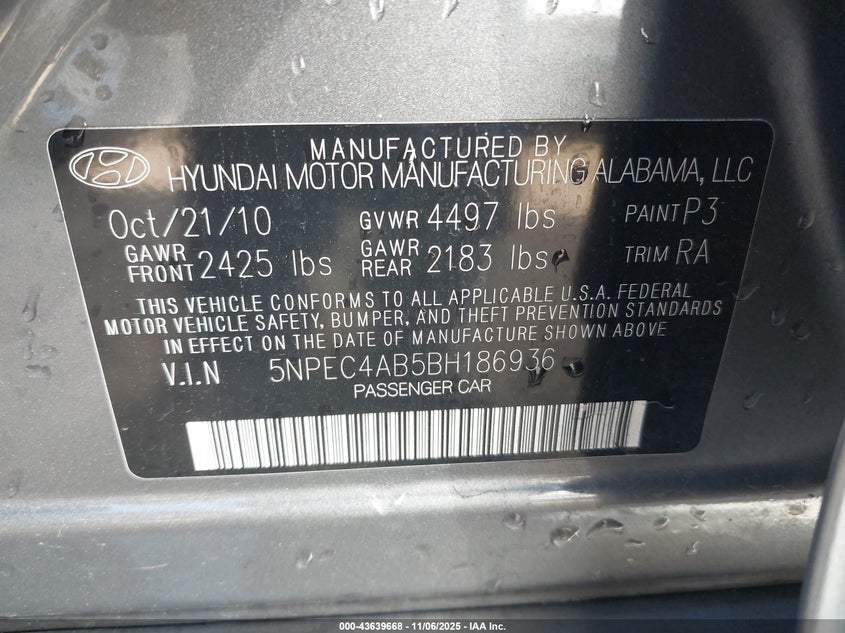 MANUFACTURED BY
HYUNDAI MOTOR MANUFACTURING ALABAMA, LLC
Oct/21/10 GVWR 4497 lbs PAINT P3
GAWR FRONT 2425 lbs GAWR REAR 2183 lbs TRIM RA
THIS VEHICLE CONFORMS TO ALL APPLICABLE U.S.A. FEDERAL
MOTOR VEHICLE SAFETY, BUMPER, AND THEFT PREVENTION STANDARDS
IN EFFECT ON THE DATE OF MANUFACTURE SHOWN ABOVE
V.I.N 5NPEC4AB5BH186936
PASSENGER CAR
000-43639668 - 11/06/2025 - IAA Inc.